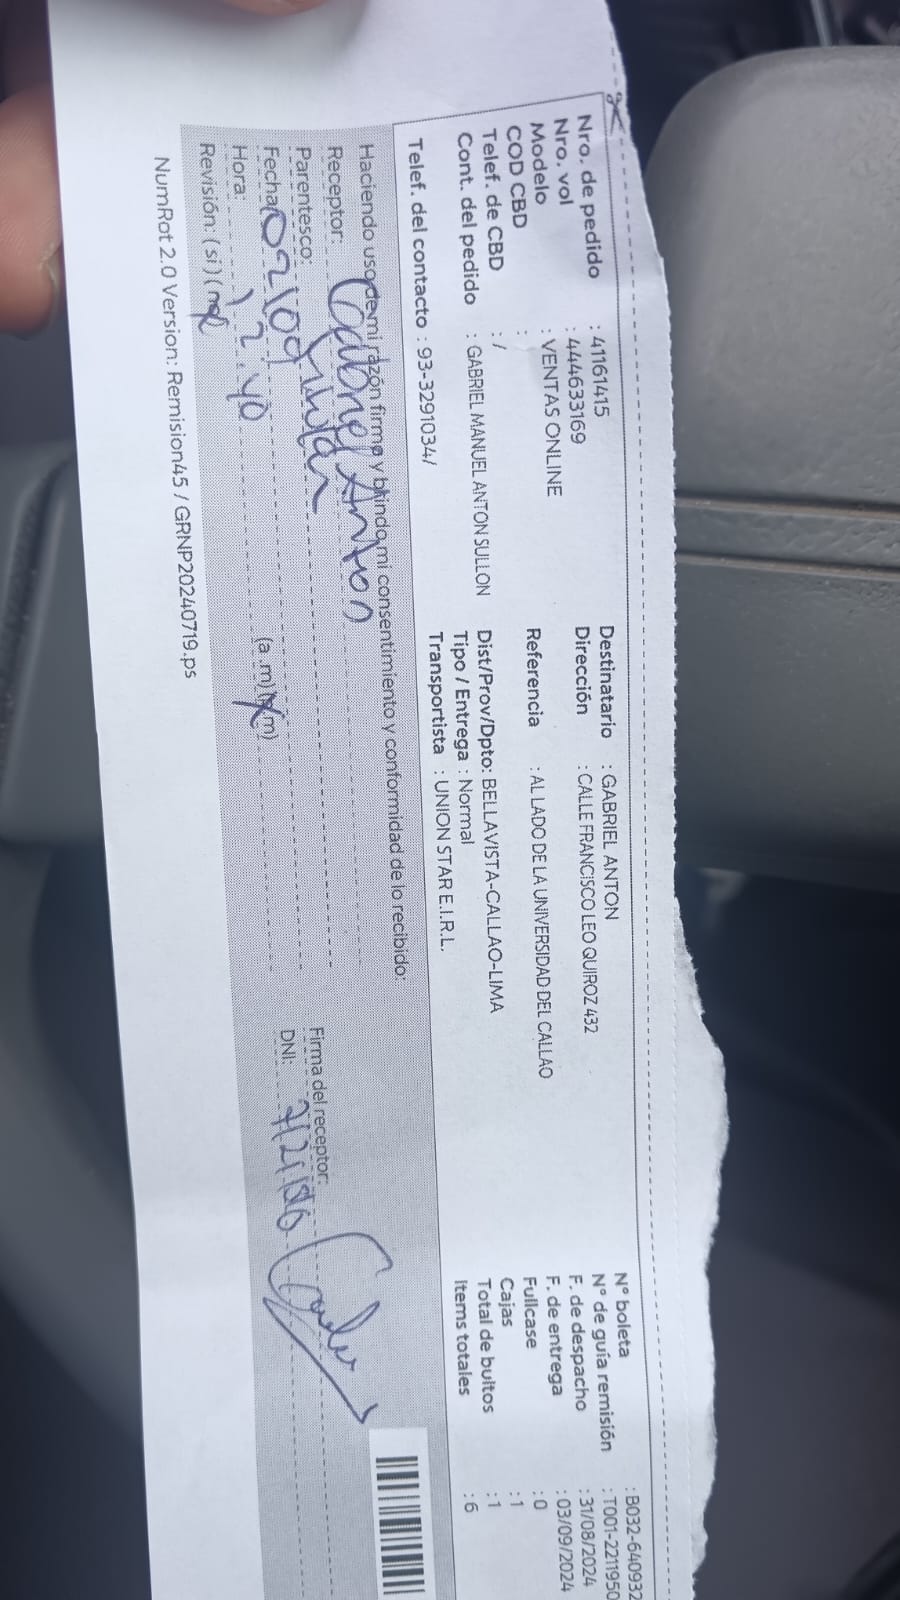 Nro. de pedido : 41161415
Nro. vol : 444633169
Modelo : VENTAS ONLINE
COD CBD :
Telef. de CBD : /
Cont. del pedido : GABRIEL MANUEL ANTON SULLON
Telef. del contacto : 93-3291034/
Destinatario : GABRIEL ANTON
Dirección : CALLE FRANCISCO LEO QUIROZ 432
Referencia : AL LADO DE LA UNIVERSIDAD DEL CALLAO
Dist/Prov/Dpto: BELLAVISTA-CALLAO-LIMA
Tipo / Entrega : Normal
Transportista : UNION STAR E.I.R.L.
N° boleta : B032-640932
N° de guía remisión : T001-2211950
F. de despacho : 31/08/2024
F. de entrega : 03/09/2024
Fullcase : 0
Cajas : 1
Total de bultos : 1
Items totales : 6
Haciendo uso de mi razón firmo y brindo mi consentimiento y conformidad de lo recibido:
Receptor: Gabriel Anton
Parentesco: titular
Fecha: 02/09
Hora: 12:40 (a.m) (p.m)
Revisión: ( si ) ( no )
Firma del receptor:
DNI:
NumRot 2.0 Version: Remision45 / GRNP20240719.ps